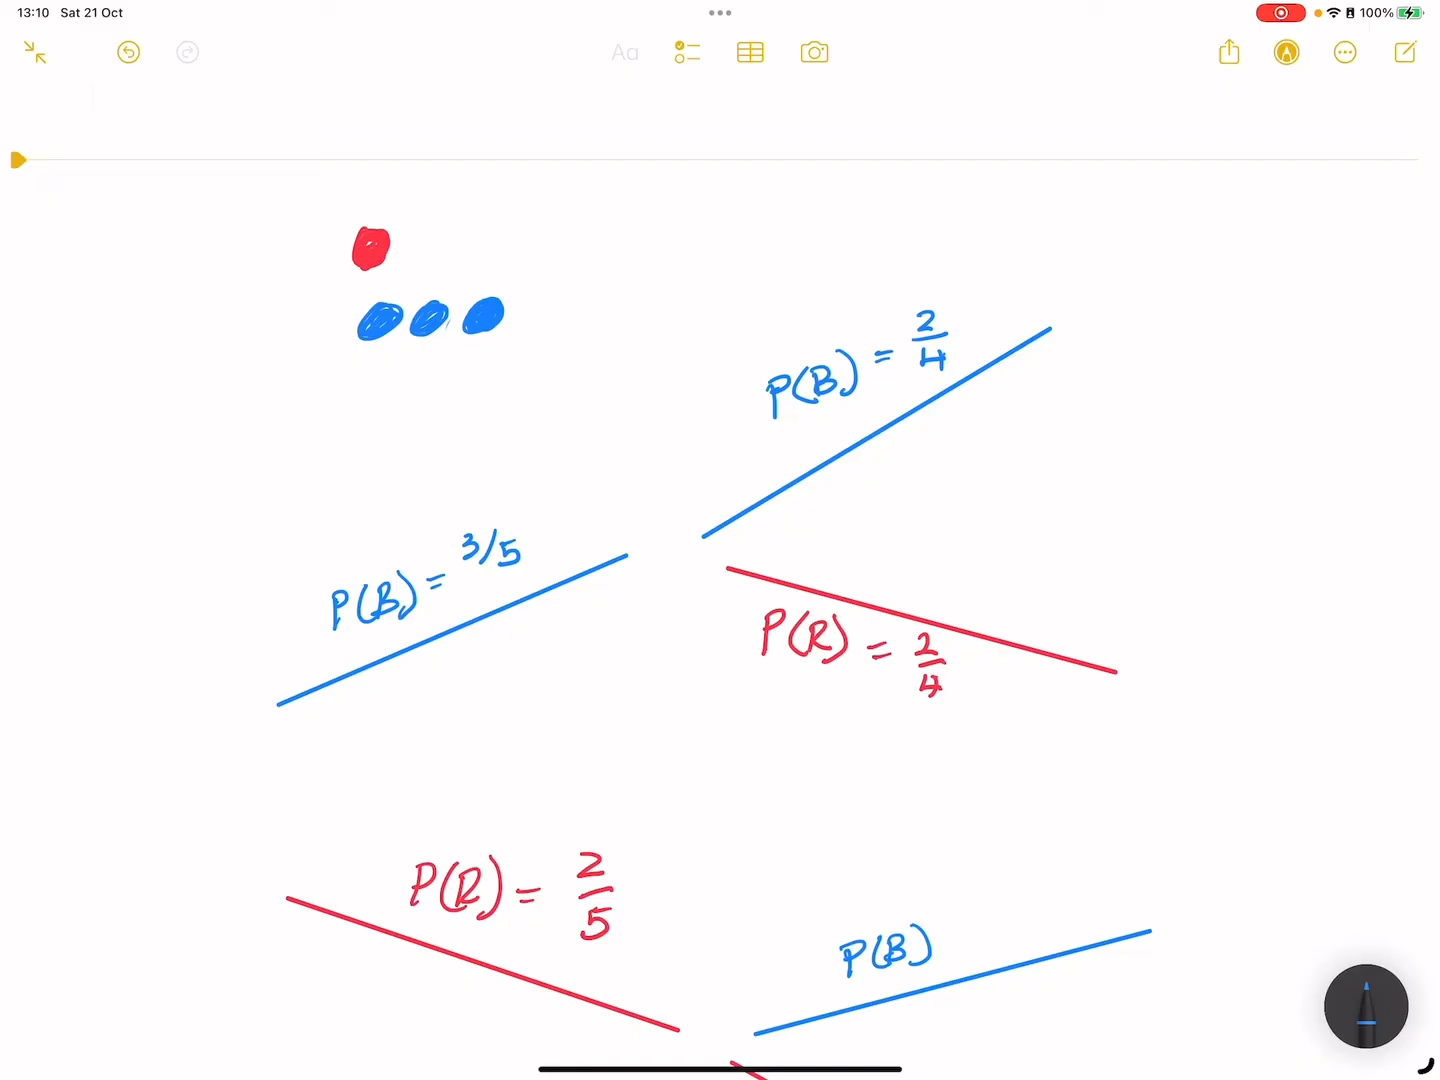 13:10 Sat 21 Oct
100%
Aa
P(B) = 2/4
P(B) = 3/5
P(R) = 2/4
P(R) = 2/5
P(B)